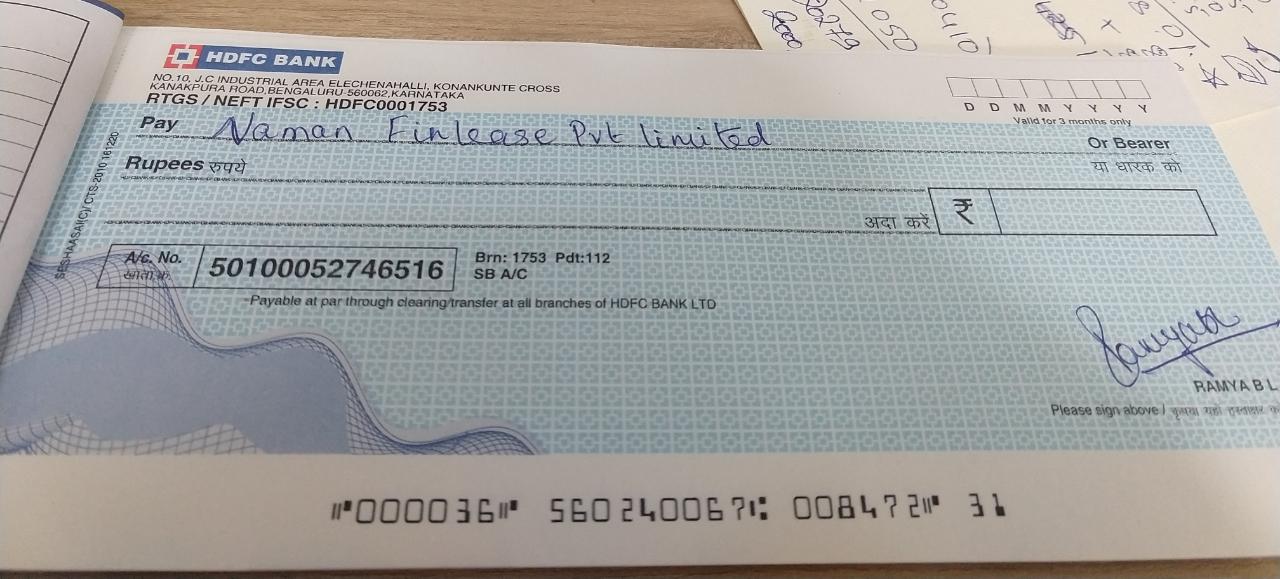 HDFC BANK
NO.10, J.C INDUSTRIAL AREA ELECHENAHALLI, KONANKUNTE CROSS
KANAKPURA ROAD,BENGALURU-560062,KARNATAKA
RTGS / NEFT IFSC : HDFC0001753
D D M M Y Y Y Y
Valid for 3 months only
Pay Naman Finlease Pvt limited Or Bearer
Rupees रुपये या धारक को
अदा करें ₹
A/c. No. 50100052746516
खाता क्र.
Brn: 1753 Pdt:112
SB A/C
Payable at par through clearing/transfer at all branches of HDFC BANK LTD
SESHAASAI(C)/ CTS-2010 161220
Ramya
RAMYA B L
Please sign above / कृपया यहाँ हस्ताक्षर
⑈000036⑈ 560240067⑆ 008472⑈ 31
20279
050
0410